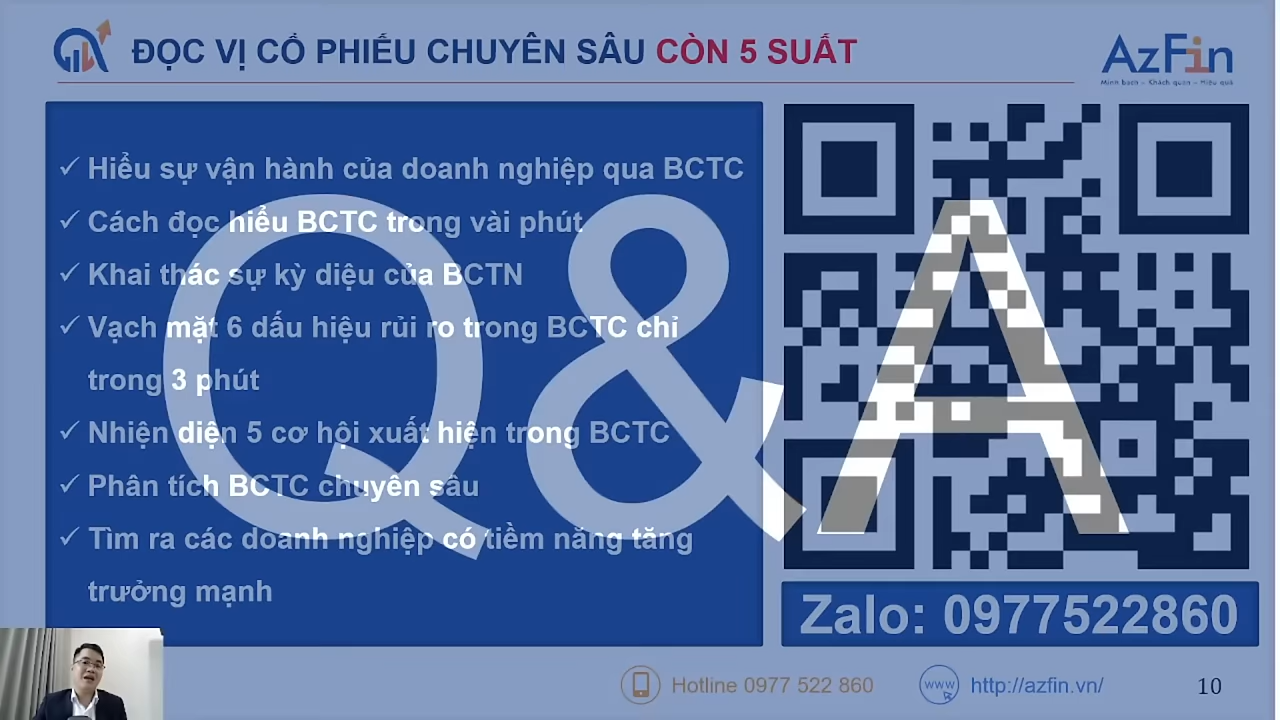 ĐỌC VỊ CỔ PHIẾU CHUYÊN SÂU CÒN 5 SUẤT
AzFin
Minh bạch – Khách quan – Hiệu quả
✓ Hiểu sự vận hành của doanh nghiệp qua BCTC
✓ Cách đọc hiểu BCTC trong vài phút
✓ Khai thác sự kỳ diệu của BCTN
✓ Vạch mặt 6 dấu hiệu rủi ro trong BCTC chỉ
trong 3 phút
✓ Nhiện diện 5 cơ hội xuất hiện trong BCTC
✓ Phân tích BCTC chuyên sâu
✓ Tìm ra các doanh nghiệp có tiềm năng tăng
trưởng mạnh
Q&A
Zalo: 0977522860
Hotline 0977 522 860
www
http://azfin.vn/
10